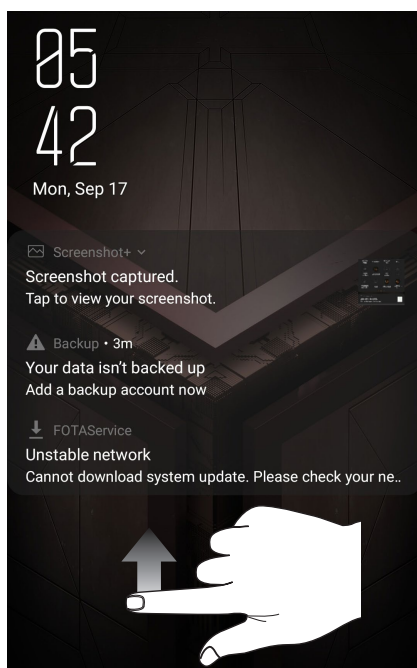 05
42
Mon, Sep 17
Screenshot+
Screenshot captured.
Tap to view your screenshot.
Backup • 3m
Your data isn’t backed up
Add a backup account now
FOTAService
Unstable network
Cannot download system update. Please check your ne..